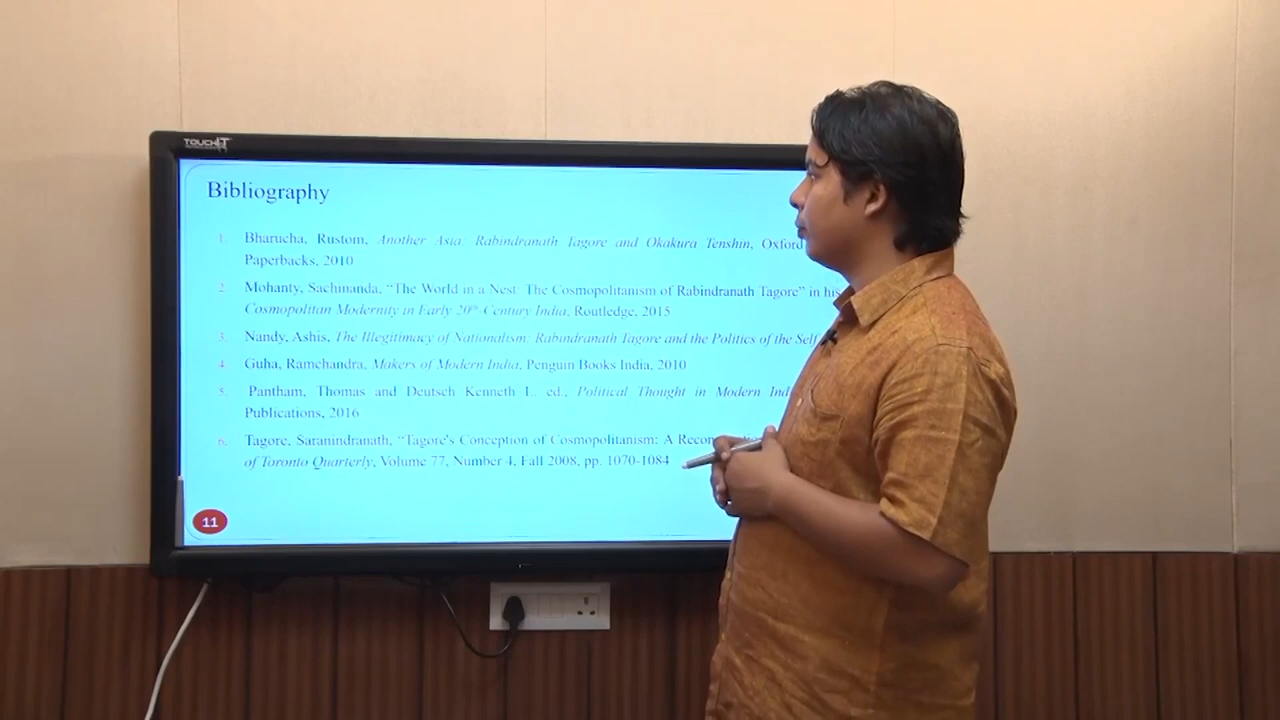 TOUCHIT
Bibliography
1. Bharucha, Rustom, Another Asia: Rabindranath Tagore and Okakura Tenshin, Oxford
Paperbacks, 2010
2. Mohanty, Sachinanda, “The World in a Nest: The Cosmopolitanism of Rabindranath Tagore” in his
Cosmopolitan Modernity in Early 20th-Century India, Routledge, 2015
3. Nandy, Ashis, The Illegitimacy of Nationalism: Rabindranath Tagore and the Politics of the Self
4. Guha, Ramchandra, Makers of Modern India, Penguin Books India, 2010
5. Pantham, Thomas and Deutsch Kenneth L. ed., Political Thought in Modern
Publications, 2016
6. Tagore, Saranindranath, “Tagore's Conception of Cosmopolitanism: A
of Toronto Quarterly, Volume 77, Number 4, Fall 2008, pp. 1070-1084
11